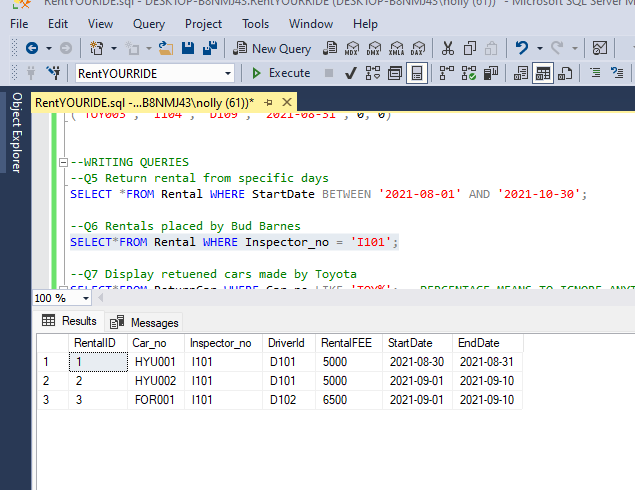 RentYOURIDE.sql - DESKTOP-B8NMJ43.RentYOURRIDE (DESKTOP-B8NMJ43\nolly (61))* - Microsoft SQL Server M
File Edit View Query Project Tools Window Help
New Query MDX DMX XMLA DAX
RentYOURRIDE Execute
Object Explorer
RentYOURIDE.sql -...B8NMJ43\nolly (61))*
('TOY003', 'I104', 'D109', '2021-08-31', 0, 0)
--WRITING QUERIES
--Q5 Return rental from specific days
SELECT *FROM Rental WHERE StartDate BETWEEN '2021-08-01' AND '2021-10-30';
--Q6 Rentals placed by Bud Barnes
SELECT*FROM Rental WHERE Inspector_no = 'I101';
--Q7 Display retuened cars made by Toyota
SELECT*FROM ReturnCar WHERE Car_no LIKE 'TOY%'; --PERCENTAGE MEANS TO IGNORE ANYT
100 %
Results Messages
RentalID Car_no Inspector_no DriverId RentalFEE StartDate EndDate
1 1 HYU001 I101 D101 5000 2021-08-30 2021-08-31
2 2 HYU002 I101 D101 5000 2021-09-01 2021-09-10
3 3 FOR001 I101 D102 6500 2021-09-01 2021-09-10